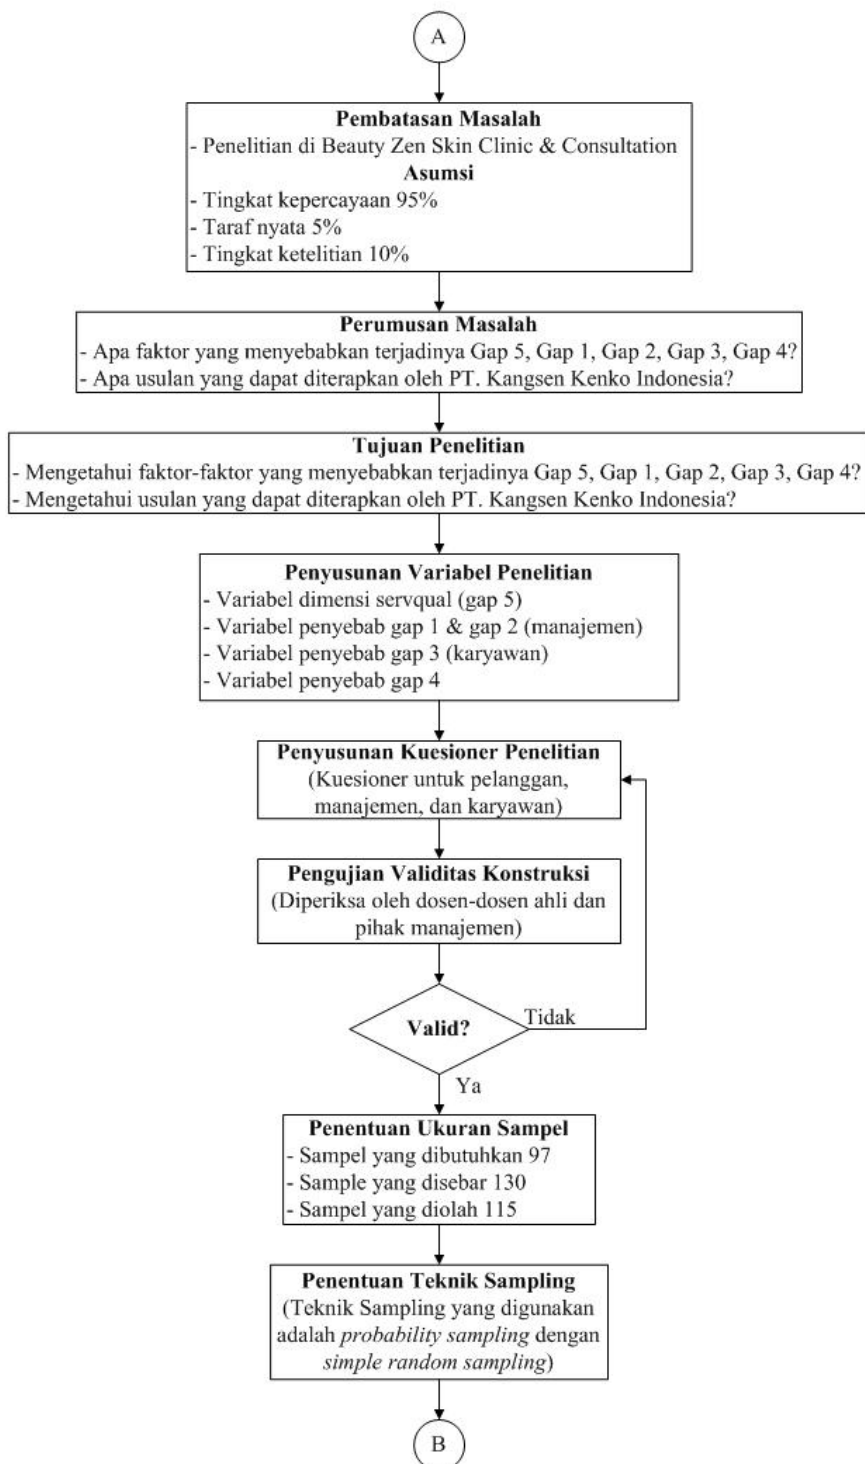 A
Pembatasan Masalah
- Penelitian di Beauty Zen Skin Clinic & Consultation
Asumsi
- Tingkat kepercayaan 95%
- Taraf nyata 5%
- Tingkat ketelitian 10%
Perumusan Masalah
- Apa faktor yang menyebabkan terjadinya Gap 5, Gap 1, Gap 2, Gap 3, Gap 4?
- Apa usulan yang dapat diterapkan oleh PT. Kangsen Kenko Indonesia?
Tujuan Penelitian
- Mengetahui faktor-faktor yang menyebabkan terjadinya Gap 5, Gap 1, Gap 2, Gap 3, Gap 4?
- Mengetahui usulan yang dapat diterapkan oleh PT. Kangsen Kenko Indonesia?
Penyusunan Variabel Penelitian
- Variabel dimensi servqual (gap 5)
- Variabel penyebab gap 1 & gap 2 (manajemen)
- Variabel penyebab gap 3 (karyawan)
- Variabel penyebab gap 4
Penyusunan Kuesioner Penelitian
(Kuesioner untuk pelanggan,
manajemen, dan karyawan)
Pengujian Validitas Konstruksi
(Diperiksa oleh dosen-dosen ahli dan
pihak manajemen)
Valid?
Tidak
Ya
Penentuan Ukuran Sampel
- Sampel yang dibutuhkan 97
- Sample yang disebar 130
- Sampel yang diolah 115
Penentuan Teknik Sampling
(Teknik Sampling yang digunakan
adalah probability sampling dengan
simple random sampling)
B